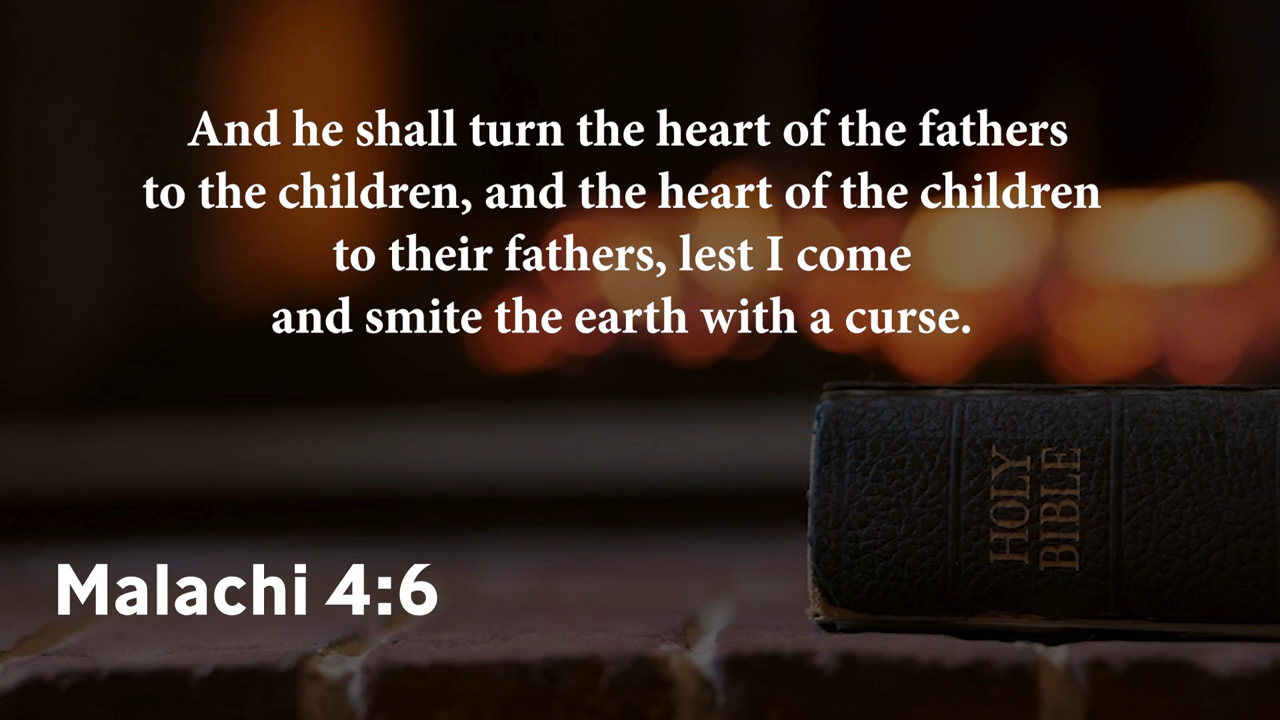 And he shall turn the heart of the fathers
to the children, and the heart of the children
to their fathers, lest I come
and smite the earth with a curse.
HOLY
BIBLE
Malachi 4:6